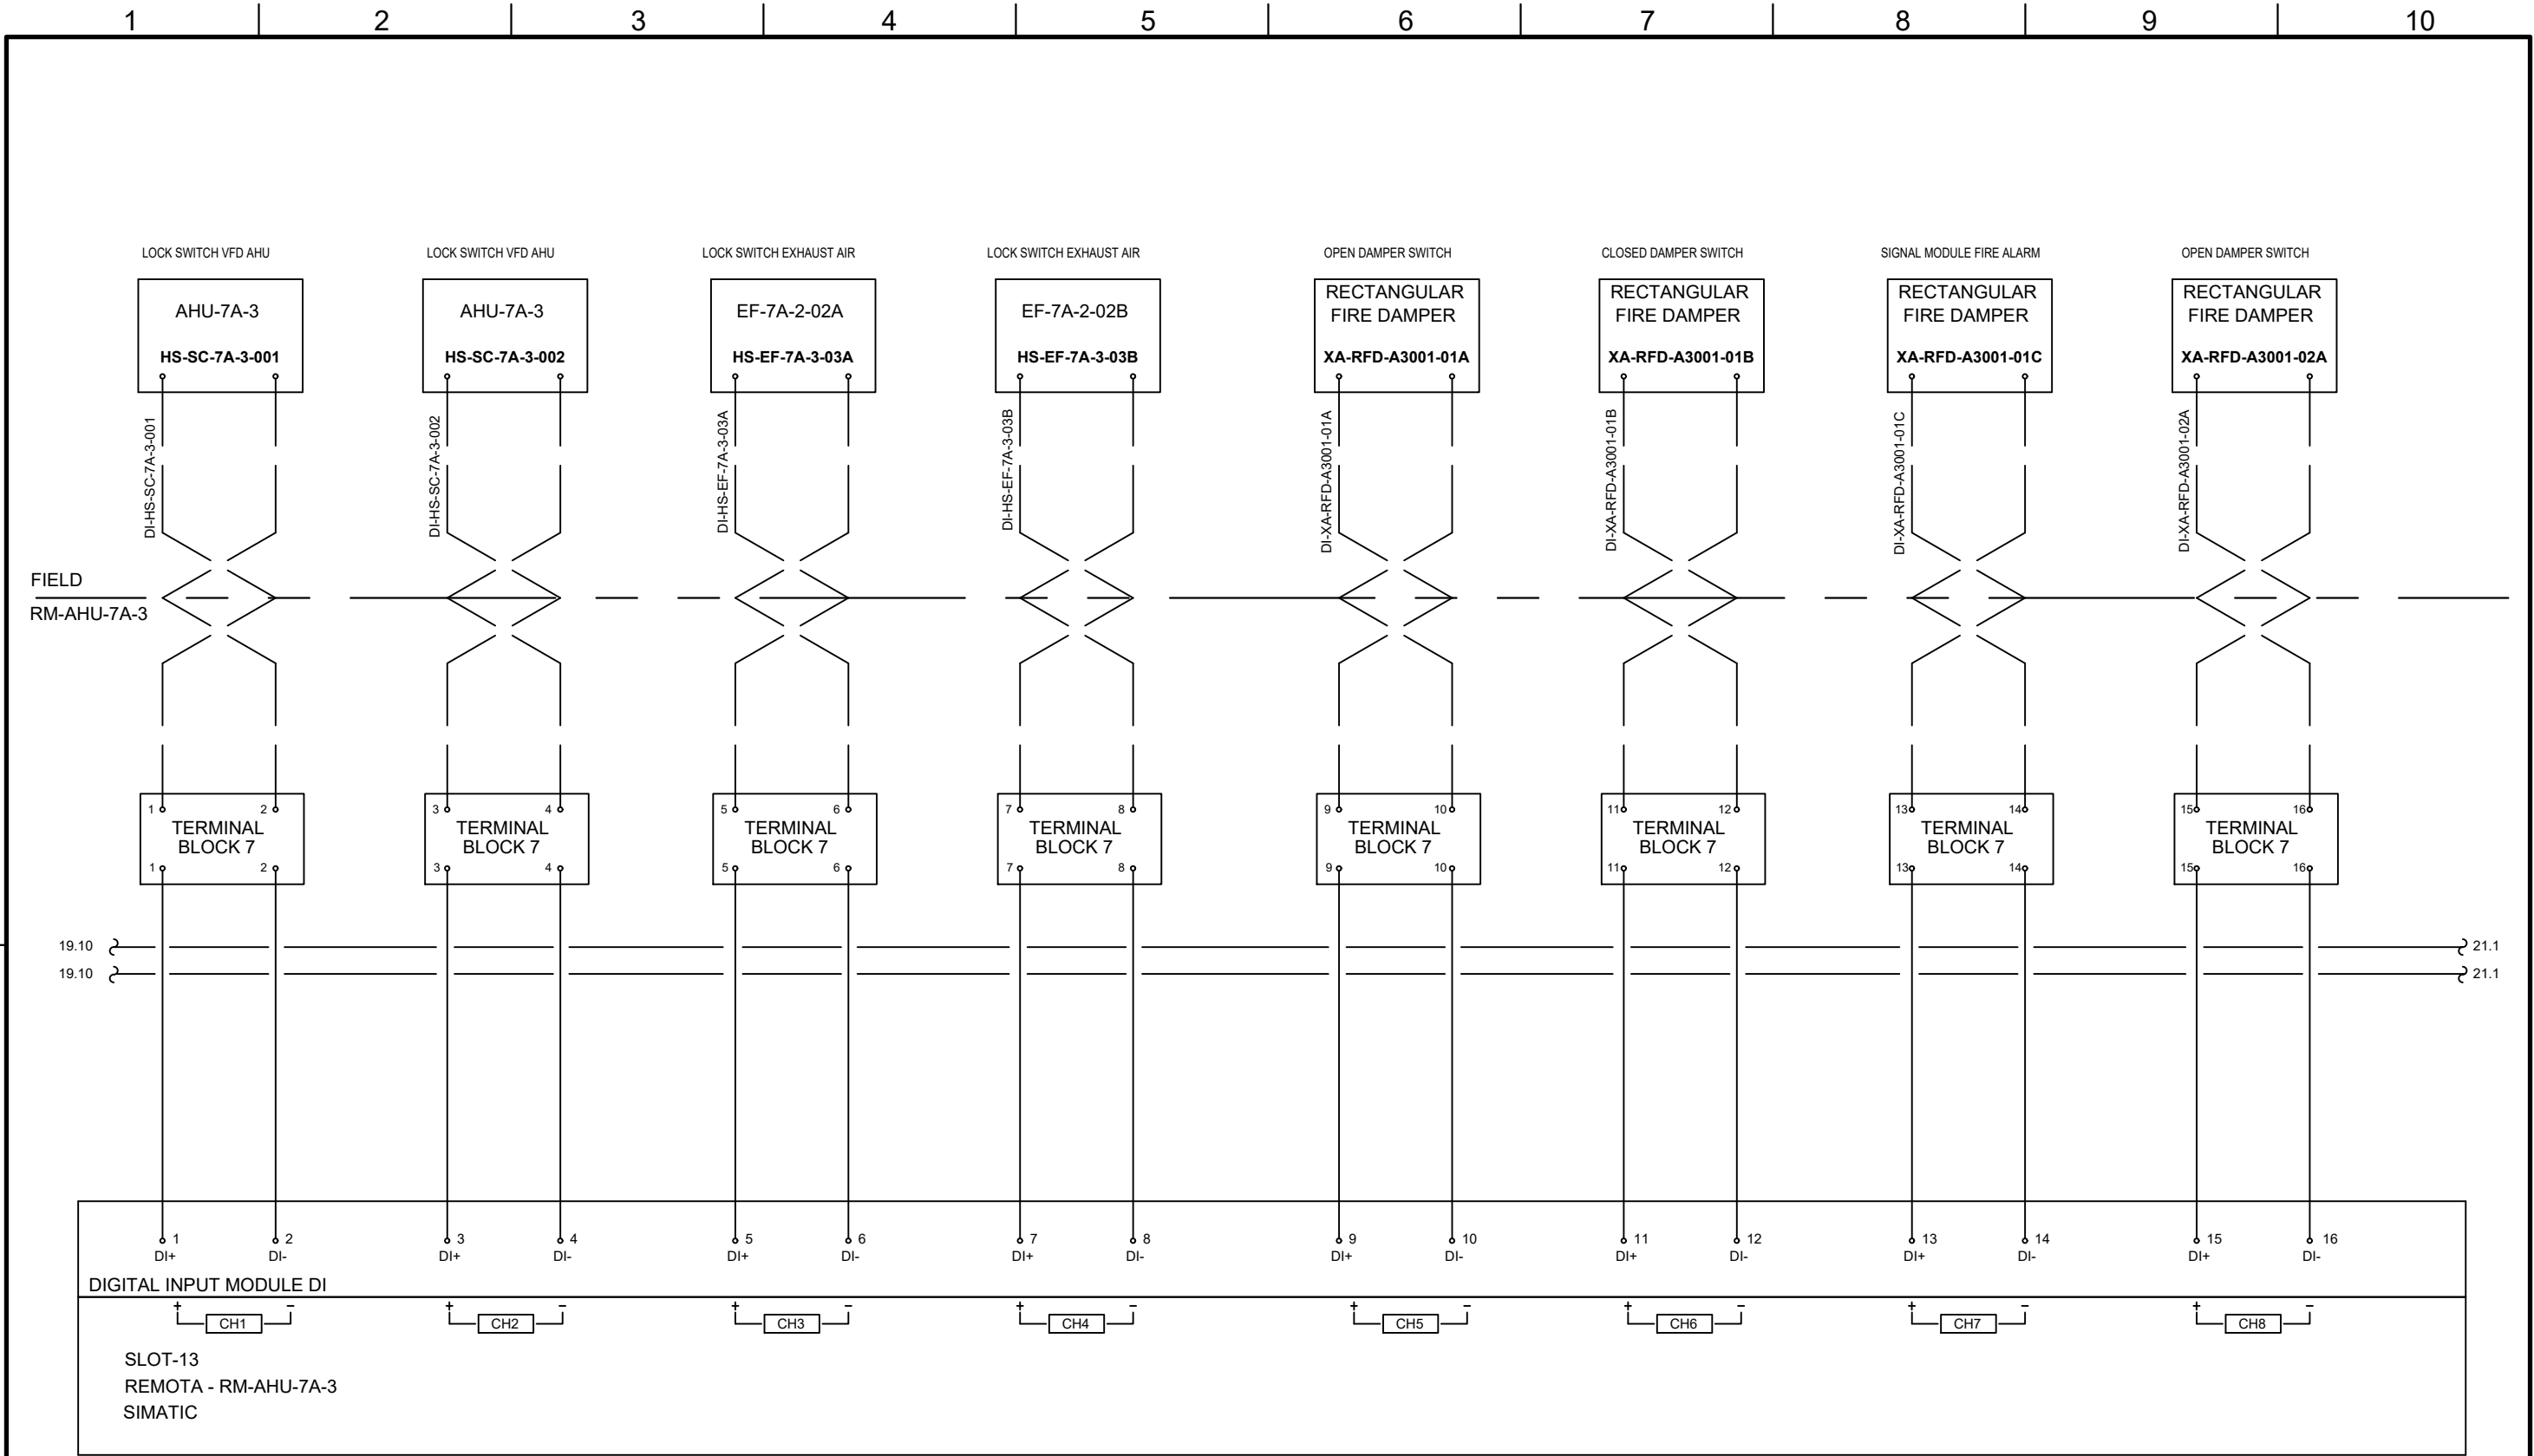 1 2 3 4 5 6 7 8 9 10
LOCK SWITCH VFD AHU
LOCK SWITCH VFD AHU
LOCK SWITCH EXHAUST AIR
LOCK SWITCH EXHAUST AIR
OPEN DAMPER SWITCH
CLOSED DAMPER SWITCH
SIGNAL MODULE FIRE ALARM
OPEN DAMPER SWITCH
AHU-7A-3
HS-SC-7A-3-001
AHU-7A-3
HS-SC-7A-3-002
EF-7A-2-02A
HS-EF-7A-3-03A
EF-7A-2-02B
HS-EF-7A-3-03B
RECTANGULAR
FIRE DAMPER
XA-RFD-A3001-01A
RECTANGULAR
FIRE DAMPER
XA-RFD-A3001-01B
RECTANGULAR
FIRE DAMPER
XA-RFD-A3001-01C
RECTANGULAR
FIRE DAMPER
XA-RFD-A3001-02A
DI-HS-SC-7A-3-001
DI-HS-SC-7A-3-002
DI-HS-EF-7A-3-03A
DI-HS-EF-7A-3-03B
DI-XA-RFD-A3001-01A
DI-XA-RFD-A3001-01B
DI-XA-RFD-A3001-01C
DI-XA-RFD-A3001-02A
FIELD
RM-AHU-7A-3
1 2
TERMINAL
BLOCK 7
1 2
3 4
TERMINAL
BLOCK 7
3 4
5 6
TERMINAL
BLOCK 7
5 6
7 8
TERMINAL
BLOCK 7
7 8
9 10
TERMINAL
BLOCK 7
9 10
11 12
TERMINAL
BLOCK 7
11 12
13 14
TERMINAL
BLOCK 7
13 14
15 16
TERMINAL
BLOCK 7
15 16
19.10 21.1
19.10 21.1
1 2 3 4 5 6 7 8 9 10 11 12 13 14 15 16
DI+ DI- DI+ DI- DI+ DI- DI+ DI- DI+ DI- DI+ DI- DI+ DI- DI+ DI-
DIGITAL INPUT MODULE DI
+ - + - + - + - + - + - + - + -
CH1 CH2 CH3 CH4 CH5 CH6 CH7 CH8
SLOT-13
REMOTA - RM-AHU-7A-3
SIMATIC